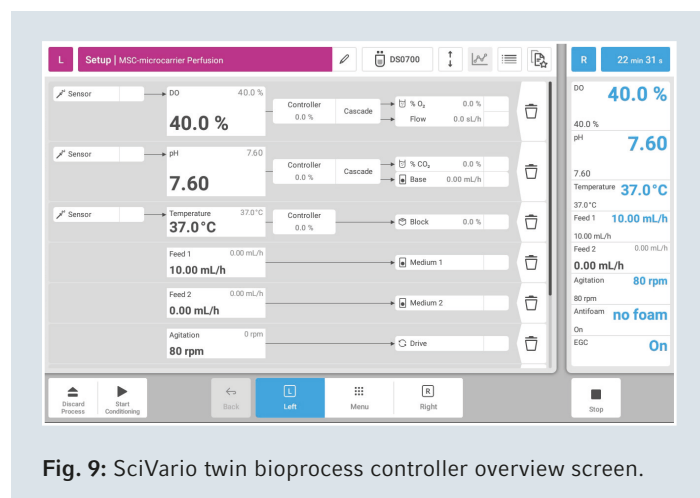 L Setup | MSC-microcarrier Perfusion DS0700 R 22 min 31 s
Sensor DO 40.0 %
40.0 %
Controller
0.0 %
Cascade
% O₂ 0.0 %
Flow 0.0 sL/h
Sensor pH 7.60
7.60
Controller
0.0 %
Cascade
% CO₂ 0.0 %
Base 0.00 mL/h
Sensor Temperature 37.0°C
37.0°C
Controller
0.0 %
Block 0.0 %
Feed 1 0.00 mL/h
10.00 mL/h
Medium 1
Feed 2 0.00 mL/h
0.00 mL/h
Medium 2
Agitation 0 rpm
80 rpm
Drive
DO 40.0 %
40.0 %
pH 7.60
7.60
Temperature 37.0°C
37.0°C
Feed 1 10.00 mL/h
10.00 mL/h
Feed 2 0.00 mL/h
0.00 mL/h
Agitation 80 rpm
80 rpm
Antifoam no foam
On
EGC On
Discard
Process
Start
Conditioning
Back
L
Left
Menu
R
Right
Stop
Fig. 9: SciVario twin bioprocess controller overview screen.